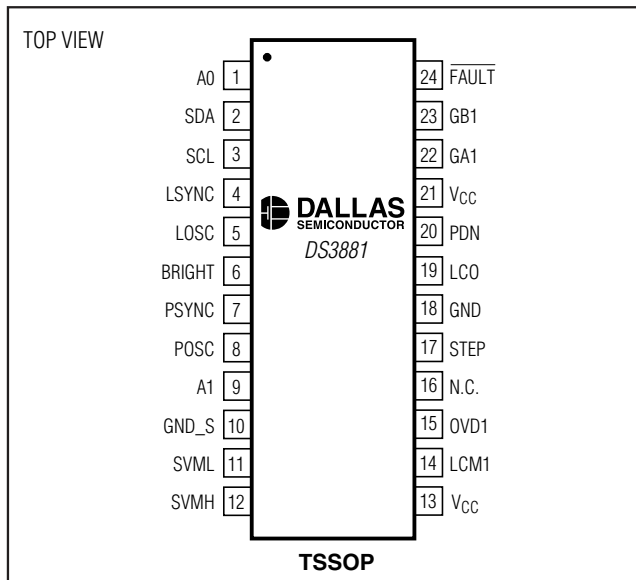 TOP VIEW
A0 1
SDA 2
SCL 3
LSYNC 4
LOSC 5
BRIGHT 6
PSYNC 7
POSC 8
A1 9
GND_S 10
SVML 11
SVMH 12
DALLAS
SEMICONDUCTOR
DS3881
24 FAULT
23 GB1
22 GA1
21 VCC
20 PDN
19 LCO
18 GND
17 STEP
16 N.C.
15 OVD1
14 LCM1
13 VCC
TSSOP